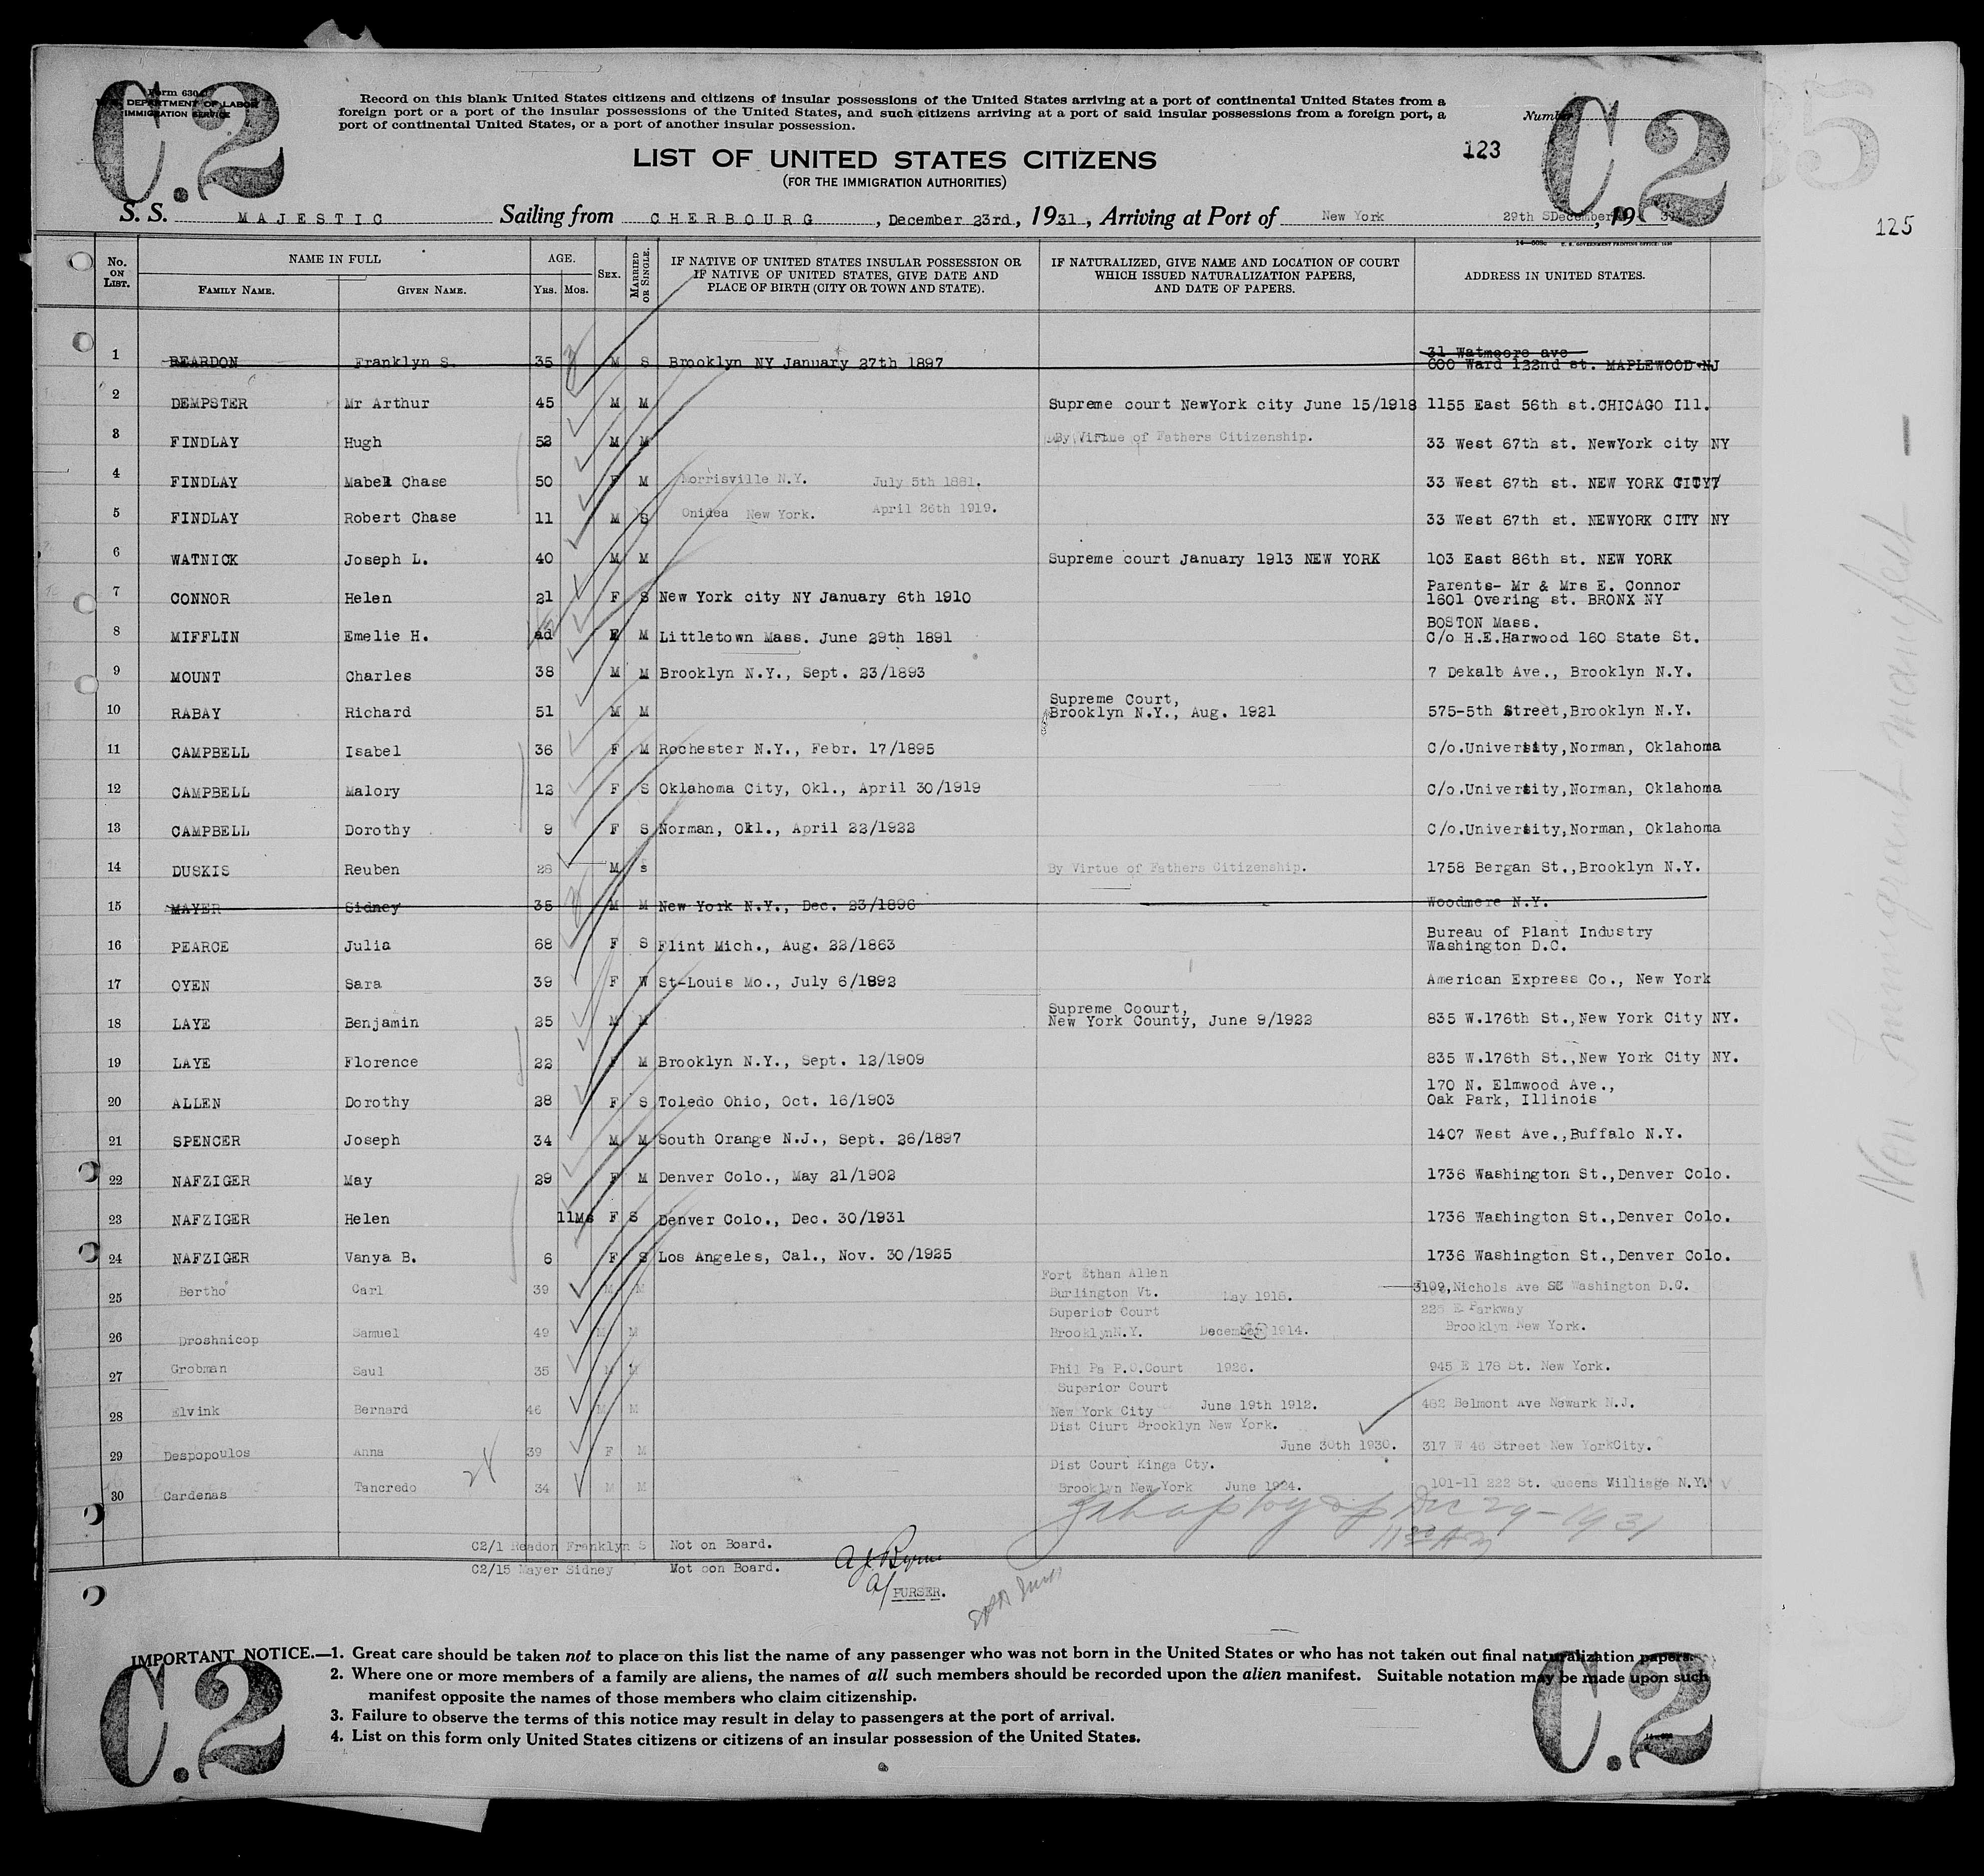 C.2
C 2
Form 630
U.S. DEPARTMENT OF LABOR
IMMIGRATION SERVICE
Record on this blank United States citizens and citizens of insular possessions of the United States arriving at a port of continental United States from a
foreign port or a port of the insular possessions of the United States, and such citizens arriving at a port of said insular possessions from a foreign port, a
port of continental United States, or a port of another insular possession.
Number
LIST OF UNITED STATES CITIZENS
(FOR THE IMMIGRATION AUTHORITIES)
123
125
S. S. MAJESTIC Sailing from CHERBOURG, December 23rd, 1931, Arriving at Port of New York 29th December, 1931
No. ON LIST. NAME IN FULL FAMILY NAME. GIVEN NAME. AGE. YRS. MOS. SEX. MARRIED OR SINGLE. IF NATIVE OF UNITED STATES INSULAR POSSESSION OR IF NATIVE OF UNITED STATES, GIVE DATE AND PLACE OF BIRTH (CITY OR TOWN AND STATE). IF NATURALIZED, GIVE NAME AND LOCATION OF COURT WHICH ISSUED NATURALIZATION PAPERS, AND DATE OF PAPERS. ADDRESS IN UNITED STATES.
31 Watmoore ave
1 REARDON Franklyn S. 35 M S Brooklyn NY January 27th 1897 600 Ward 122nd st. MAPLEWOOD NJ
2 DEMPSTER Mr Arthur 45 M M Supreme court NewYork city June 15/1918 1155 East 56th st.CHICAGO Ill.
3 FINDLAY Hugh 52 M M By Virtue of Fathers Citizenship. 33 West 67th st. NewYork city NY
4 FINDLAY Mabel Chase 50 F M Morrisville N.Y. July 5th 1881. 33 West 67th st. NEW YORK CITY
5 FINDLAY Robert Chase 11 M S Onidea New York. April 26th 1919. 33 West 67th st. NEWYORK CITY NY
6 WATNICK Joseph L. 40 M M Supreme court January 1913 NEW YORK 103 East 86th st. NEW YORK
Parents- Mr & Mrs E. Connor
7 CONNOR Helen 21 F S New York city NY January 6th 1910 1601 Overing st. BRONX NY
BOSTON Mass.
8 MIFFLIN Emelie H. ad F M Littletown Mass. June 29th 1891 C/o H.E.Harwood 160 State St.
9 MOUNT Charles 38 M M Brooklyn N.Y., Sept. 23/1893 7 Dekalb Ave., Brooklyn N.Y.
Supreme Court,
10 RABAY Richard 51 M M Brooklyn N.Y., Aug. 1921 575-5th Street,Brooklyn N.Y.
11 CAMPBELL Isabel 36 F M Rochester N.Y., Febr. 17/1895 C/o.University,Norman, Oklahoma
12 CAMPBELL Malory 12 F S Oklahoma City, Okl., April 30/1919 C/o.University,Norman, Oklahoma
13 CAMPBELL Dorothy 9 F S Norman, Okl., April 22/1922 C/o.University,Norman, Oklahoma
14 DUSKIS Reuben 28 M s By Virtue of Fathers Citizenship. 1758 Bergan St.,Brooklyn N.Y.
15 MAYER Sidney 35 M M New York N.Y., Dec. 23/1896 Woodmere N.Y.
Bureau of Plant Industry
16 PEARCE Julia 68 F S Flint Mich., Aug. 22/1863 Washington D.C.
17 OYEN Sara 39 F W St-Louis Mo., July 6/1892 American Express Co., New York
Supreme Coourt,
18 LAYE Benjamin 25 M M New York County, June 9/1922 835 W.176th St.,New York City NY.
19 LAYE Florence 22 F M Brooklyn N.Y., Sept. 12/1909 835 W.176th St.,New York City NY.
170 N. Elmwood Ave.,
20 ALLEN Dorothy 28 F S Toledo Ohio, Oct. 16/1903 Oak Park, Illinois
21 SPENCER Joseph 34 M M South Orange N.J., Sept. 26/1897 1407 West Ave.,Buffalo N.Y.
22 NAFZIGER May 29 F M Denver Colo., May 21/1902 1736 Washington St.,Denver Colo.
23 NAFZIGER Helen 11Ms F S Denver Colo., Dec. 30/1931 1736 Washington St.,Denver Colo.
24 NAFZIGER Vanya B. 6 F S Los Angeles, Cal., Nov. 30/1925 1736 Washington St.,Denver Colo.
Fort Ethan Allen
25 Bertho Carl 39 M M Burlington Vt. May 1918. 3109,Nichols Ave SE Washington D.C.
Superior Court 225 E Parkway
26 Droshnicop Samuel 49 M M BrooklynN.Y. December 1914. Brooklyn New York.
27 Grobman Saul 35 M M Phil Pa P.O.Court 1926. 945 E 178 St. New York.
Superior Court
28 Elvink Bernard 46 M M New York City June 19th 1912. 482 Belmont Ave Newark N.J.
Dist Ciurt Brooklyn New York.
29 Despopoulos Anna 39 F M June 30th 1930. 317 W 46 Street New YorkCity.
Dist Court Kings Cty.
30 Cardenas Tancredo 34 M M Brooklyn New York June 1924. 101-11 222 St. Queens Williage N.Y.
24
Dec 29-1931
C2/1 Readon Franklyn S Not on Board.
C2/15 Mayer Sidney Not oon Board.
A J Byrne
a/ PURSER.
Non Immigrant Manifest
IMPORTANT NOTICE.—1. Great care should be taken not to place on this list the name of any passenger who was not born in the United States or who has not taken out final naturalization papers.
2. Where one or more members of a family are aliens, the names of all such members should be recorded upon the alien manifest. Suitable notation may be made upon such
manifest opposite the names of those members who claim citizenship.
3. Failure to observe the terms of this notice may result in delay to passengers at the port of arrival.
4. List on this form only United States citizens or citizens of an insular possession of the United States.
C.2
C.2